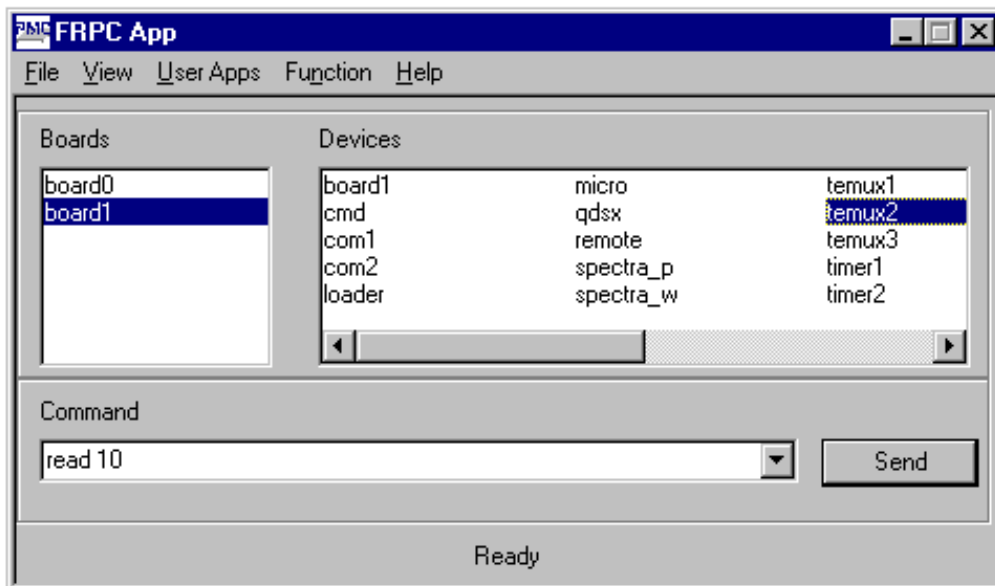 PMC FRPC App
File View User Apps Function Help
Boards
Devices
board0
board1
board1 micro temux1
cmd qdsx temux2
com1 remote temux3
com2 spectra_p timer1
loader spectra_w timer2
Command
read 10
Send
Ready